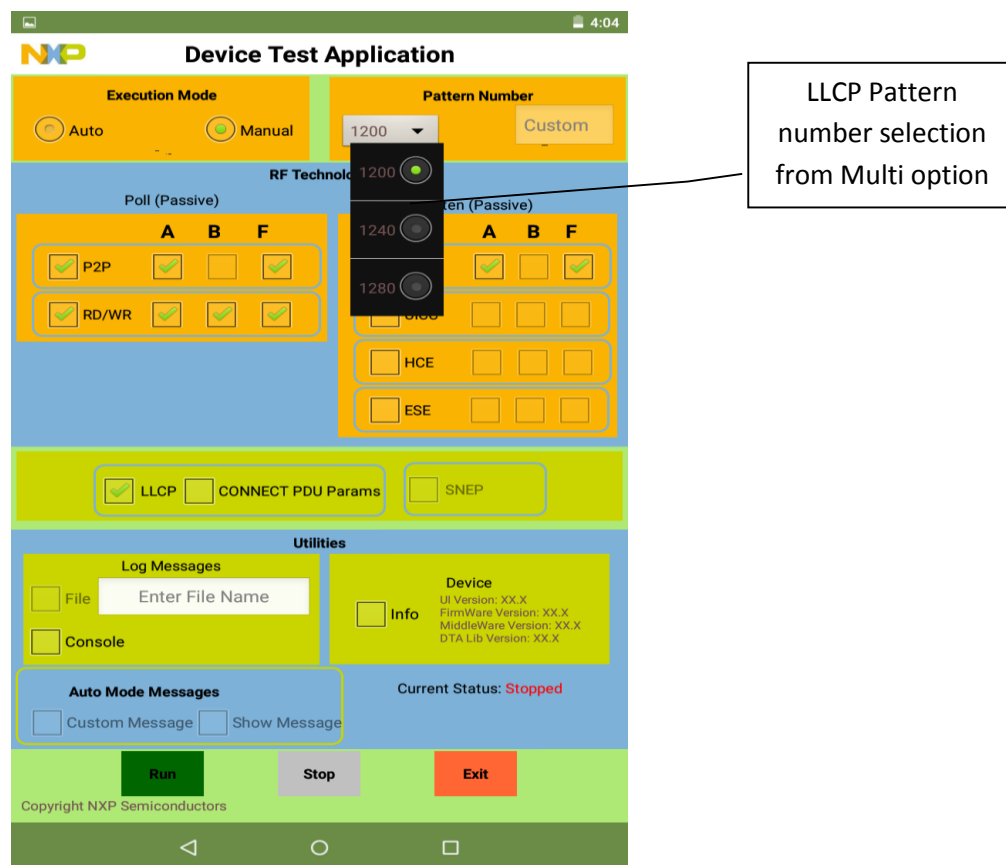 4:04
NXP
Device Test Application
Execution Mode
Auto
Manual
Pattern Number
1200
Custom
1200
1240
1280
LLCP Pattern
number selection
from Multi option
RF Technolo
Poll (Passive)
A B F
P2P
RD/WR
ten (Passive)
A B F
HCE
ESE
LLCP
CONNECT PDU Params
SNEP
Utilities
Log Messages
File
Enter File Name
Console
Info
Device
UI Version: XX.X
FirmWare Version: XX.X
MiddleWare Version: XX.X
DTA Lib Version: XX.X
Auto Mode Messages
Custom Message
Show Message
Current Status: Stopped
Run
Stop
Exit
Copyright NXP Semiconductors